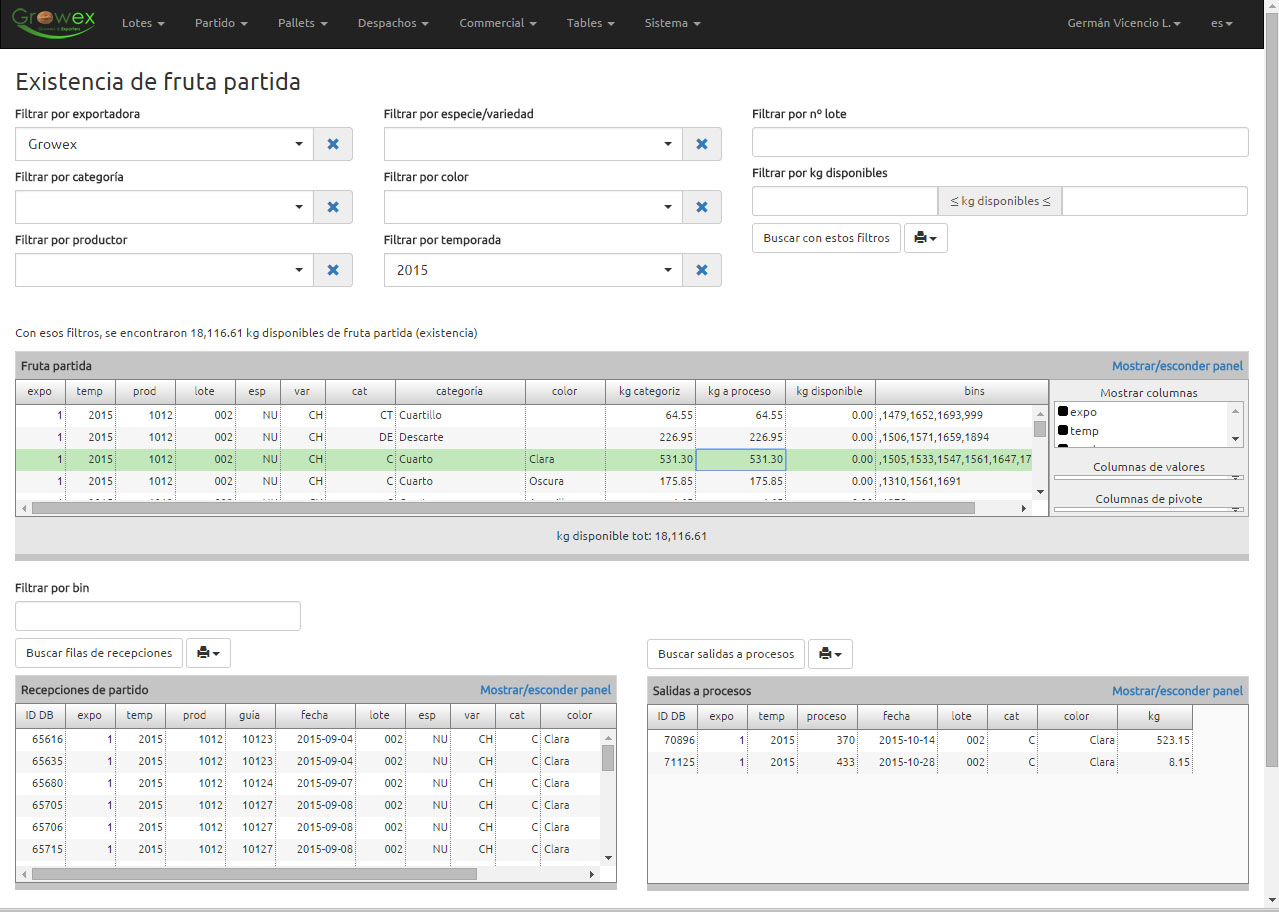 Growex
Lotes Partido Pallets Despachos Commercial Tables Sistema Germán Vicencio L. es
Existencia de fruta partida
Filtrar por exportadora Filtrar por especie/variedad Filtrar por nº lote
Growex
Filtrar por categoría Filtrar por color Filtrar por kg disponibles
≤ kg disponibles ≤
Filtrar por productor Filtrar por temporada Buscar con estos filtros
2015
Con esos filtros, se encontraron 18,116.61 kg disponibles de fruta partida (existencia)
Fruta partida Mostrar/esconder panel
expo temp prod lote esp var cat categoría color kg categoriz kg a proceso kg disponible bins Mostrar columnas
1 2015 1012 002 NU CH CT Cuartillo 64.55 64.55 0.00 ,1479,1652,1693,999 expo
1 2015 1012 002 NU CH DE Descarte 226.95 226.95 0.00 ,1506,1571,1659,1894 temp
1 2015 1012 002 NU CH C Cuarto Clara 531.30 531.30 0.00 ,1505,1533,1547,1561,1647,17 Columnas de valores
1 2015 1012 002 NU CH C Cuarto Oscura 175.85 175.85 0.00 ,1310,1561,1691
Columnas de pivote
kg disponible tot: 18,116.61
Filtrar por bin
Buscar filas de recepciones Buscar salidas a procesos
Recepciones de partido Mostrar/esconder panel
ID DB expo temp prod guía fecha lote esp var cat color
65616 1 2015 1012 10123 2015-09-04 002 NU CH C Clara
65635 1 2015 1012 10123 2015-09-04 002 NU CH C Clara
65680 1 2015 1012 10124 2015-09-07 002 NU CH C Clara
65705 1 2015 1012 10127 2015-09-08 002 NU CH C Clara
65706 1 2015 1012 10127 2015-09-08 002 NU CH C Clara
65715 1 2015 1012 10127 2015-09-08 002 NU CH C Clara
Salidas a procesos Mostrar/esconder panel
ID DB expo temp proceso fecha lote cat color kg
70896 1 2015 370 2015-10-14 002 C Clara 523.15
71125 1 2015 433 2015-10-28 002 C Clara 8.15